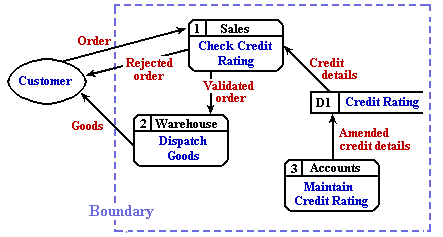 1 Sales
Check Credit
Rating
Order
Customer
Rejected
order
Validated
order
Credit
details
D1 Credit Rating
Goods
2 Warehouse
Dispatch
Goods
Amended
credit details
3 Accounts
Maintain
Credit Rating
Boundary